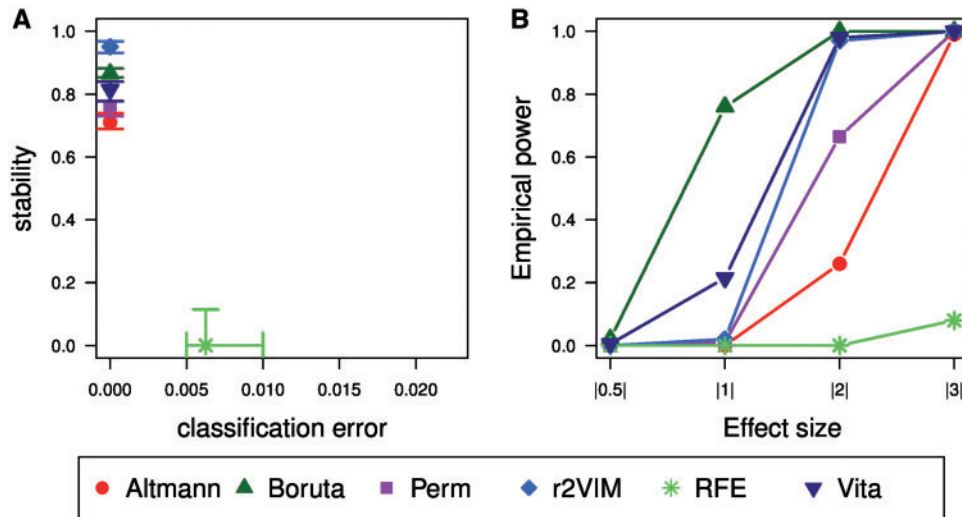 A
B
stability
1.0
0.8
0.6
0.4
0.2
0.0
0.000 0.005 0.010 0.015 0.020
classification error
Empirical power
1.0
0.8
0.6
0.4
0.2
0.0
|0.5| |1| |2| |3|
Effect size
Altmann Boruta Perm r2VIM RFE Vita